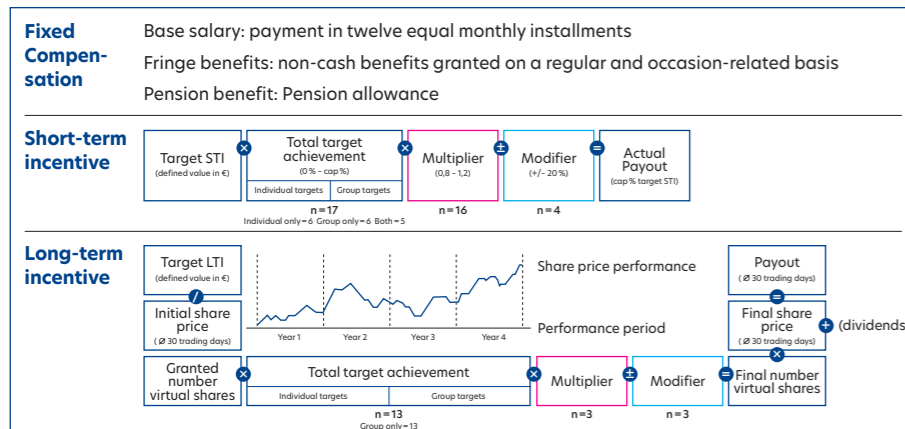 Fixed
Compen-
sation
Base salary: payment in twelve equal monthly installments
Fringe benefits: non-cash benefits granted on a regular and occasion-related basis
Pension benefit: Pension allowance
Short-term
incentive
Target STI
(defined value in €)
×
Total target
achievement
(0 % – cap %)
Individual targets
Group targets
×
Multiplier
(0,8 – 1,2)
±
Modifier
(+/– 20 %)
=
Actual
Payout
(cap % target STI)
n = 17
Individual only = 6 Group only = 6 Both = 5
n = 16
n = 4
Long-term
incentive
Target LTI
(defined value in €)
/
Initial share
price
(Ø 30 trading days)
Share price performance
Performance period
Year 1
Year 2
Year 3
Year 4
Payout
(Ø 30 trading days)
=
Final share
price
(Ø 30 trading days)
+
(dividends
×
Granted
number
virtual shares
×
Total target achievement
Individual targets
Group targets
×
Multiplier
±
Modifier
=
Final number
virtual shares
n = 13
Group only = 13
n = 3
n = 3